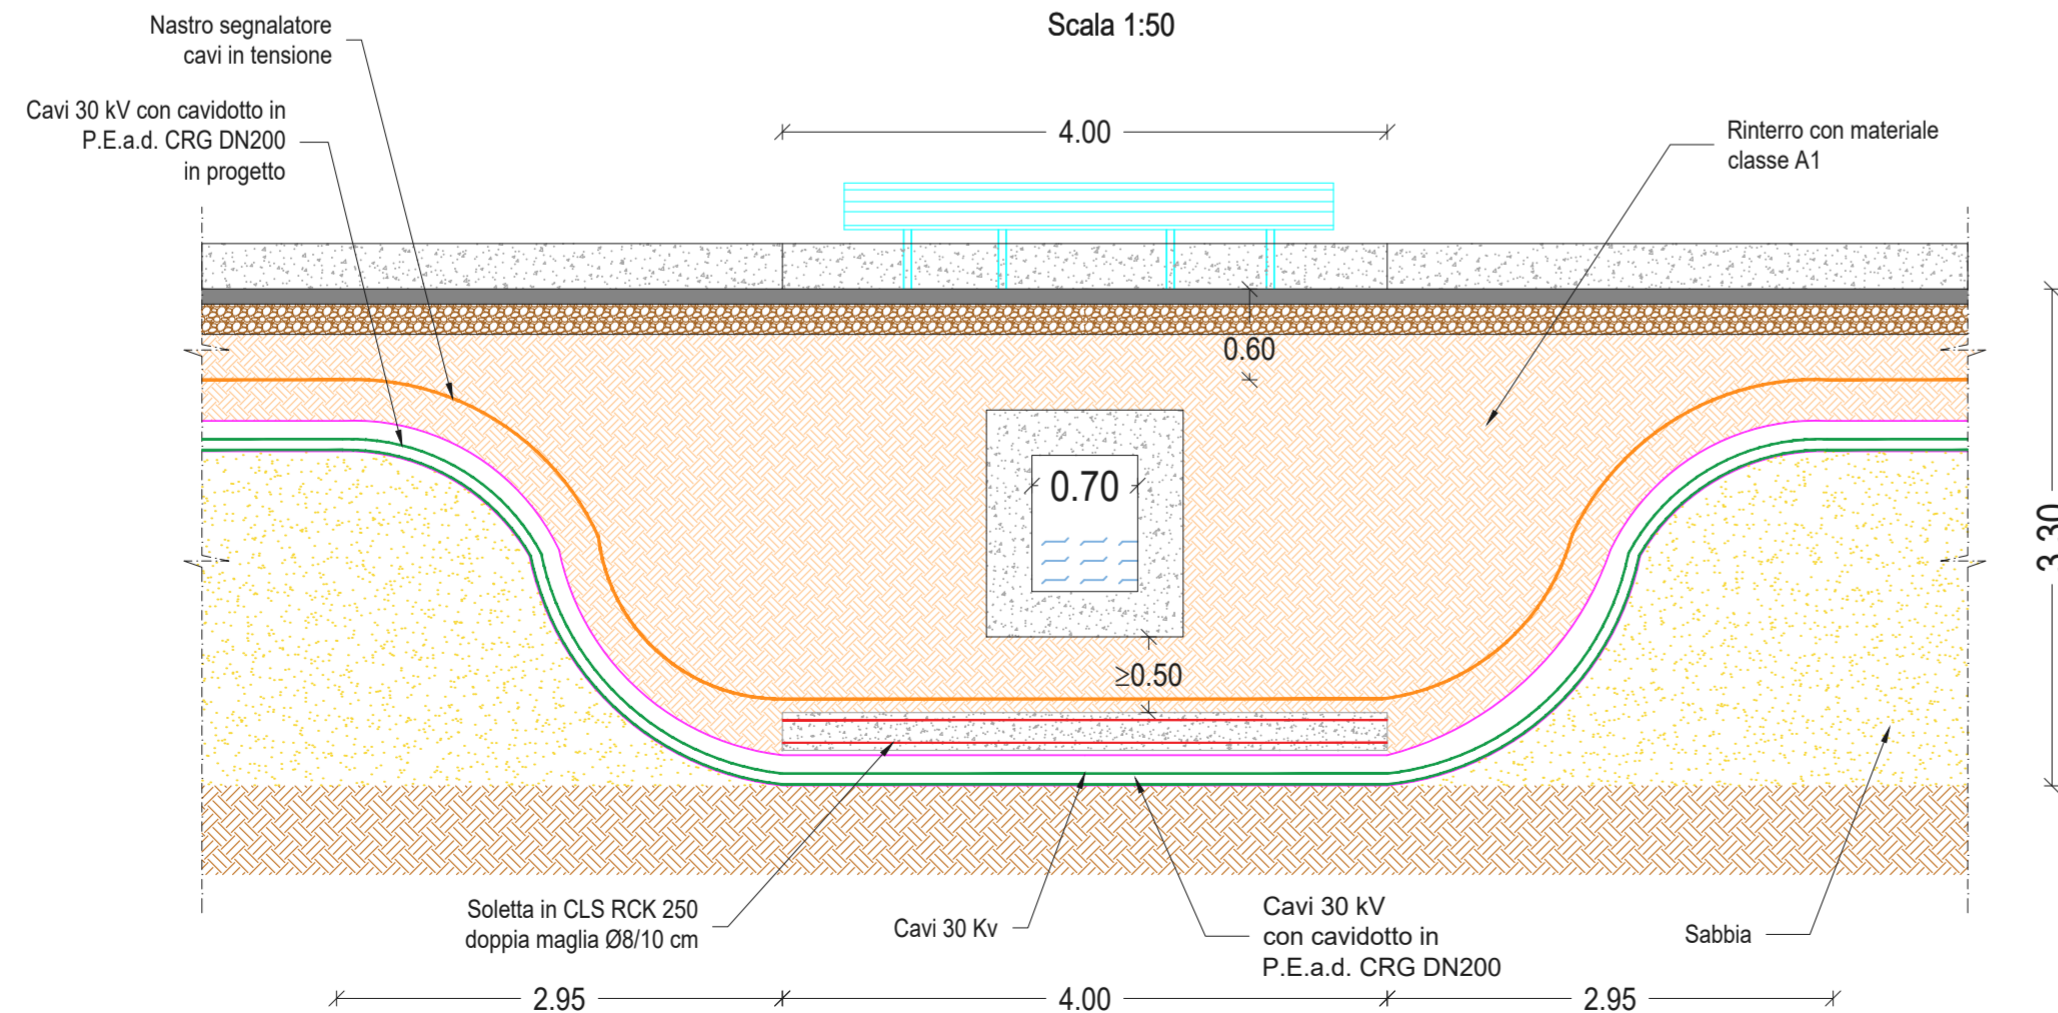 Scala 1:50
Nastro segnalatore
cavi in tensione
Cavi 30 kV con cavidotto in
P.E.a.d. CRG DN200
in progetto
4.00
Rinterro con materiale
classe A1
0.60
0.70
≥0.50
3.30
Soletta in CLS RCK 250
doppia maglia Ø8/10 cm
Cavi 30 Kv
Cavi 30 kV
con cavidotto in
P.E.a.d. CRG DN200
Sabbia
2.95
4.00
2.95